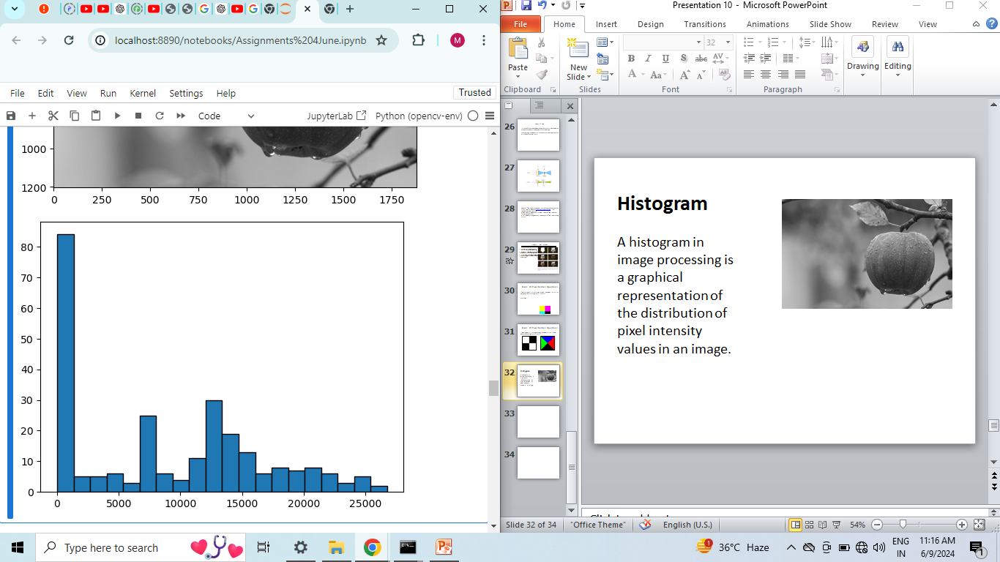 localhost:8890/notebooks/Assignments%204June.ipynb
M
File Edit View Run Kernel Settings Help
Trusted
Code
JupyterLab
Python (opencv-env)
1000
1200
0 250 500 750 1000 1250 1500 1750
80
70
60
50
40
30
20
10
0
0 5000 10000 15000 20000 25000
Presentation 10 - Microsoft PowerPoint
File Home Insert Design Transitions Animations Slide Show Review View
Paste
New
Slide
32
B I U S abc AV
A Aa A A
Drawing
Editing
Clipboard Slides Font Paragraph
26
27
28
29
30
31
32
33
34
Histogram
A histogram in
image processing is
a graphical
representation of
the distribution of
pixel intensity
values in an image.
Slide 32 of 34
"Office Theme"
English (U.S.)
54%
Type here to search
1
36°C Haze
ENG
IN
11:16 AM
6/9/2024
1